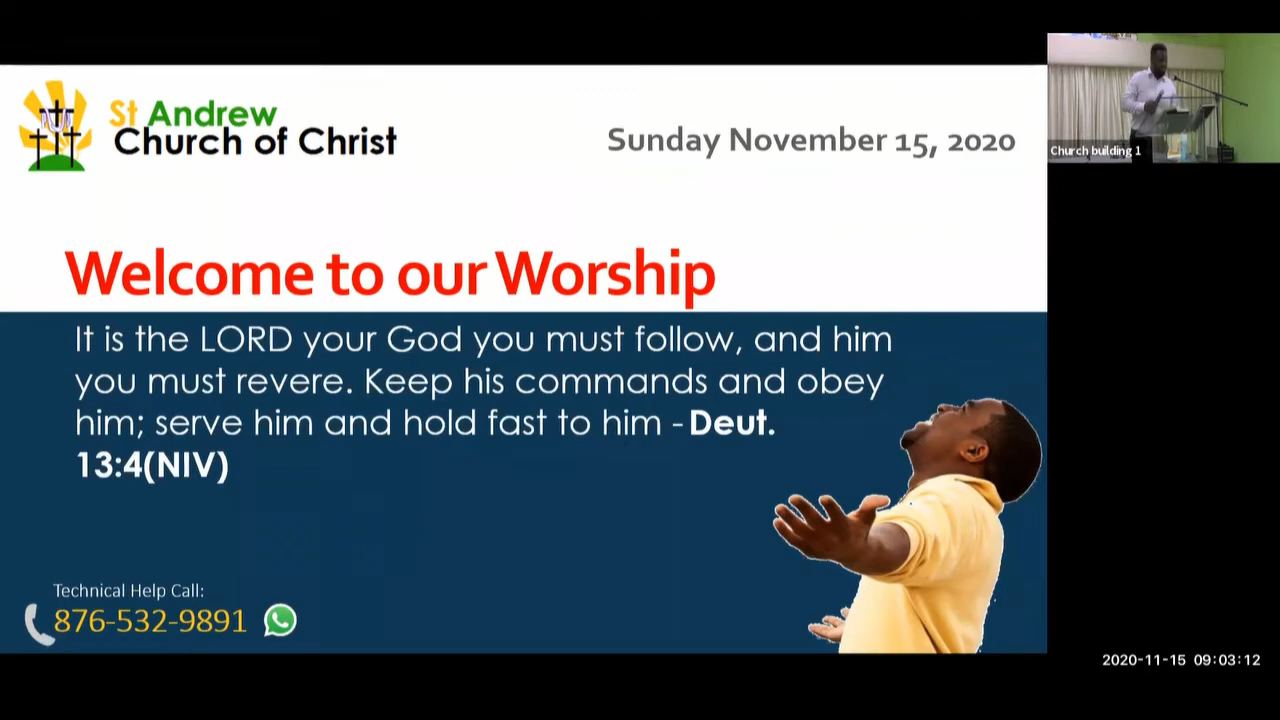 St Andrew
Church of Christ
Sunday November 15, 2020
Church building 1
Welcome to our Worship
It is the LORD your God you must follow, and him
you must revere. Keep his commands and obey
him; serve him and hold fast to him - Deut.
13:4(NIV)
Technical Help Call:
876-532-9891
2020-11-15 09:03:12